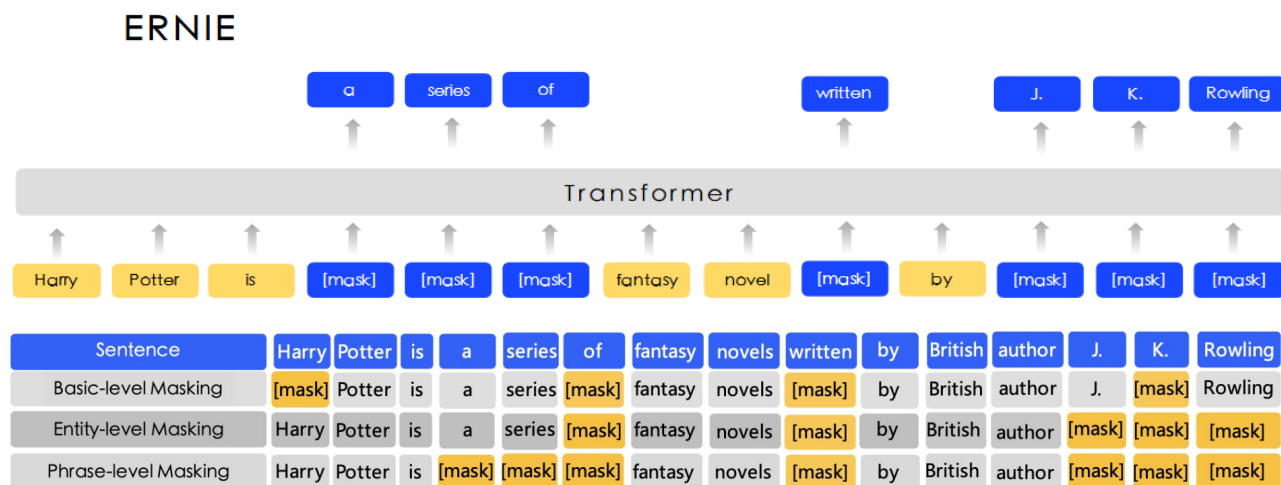 ERNIE
a series of written J. K. Rowling
Transformer
Harry Potter is [mask] [mask] [mask] fantasy novel [mask] by [mask] [mask] [mask]
Sentence Harry Potter is a series of fantasy novels written by British author J. K. Rowling
Basic-level Masking [mask] Potter is a series [mask] fantasy novels [mask] by British author J. [mask] Rowling
Entity-level Masking Harry Potter is a series [mask] fantasy novels [mask] by British author [mask] [mask] [mask]
Phrase-level Masking Harry Potter is [mask] [mask] [mask] fantasy novels [mask] by British author [mask] [mask] [mask]